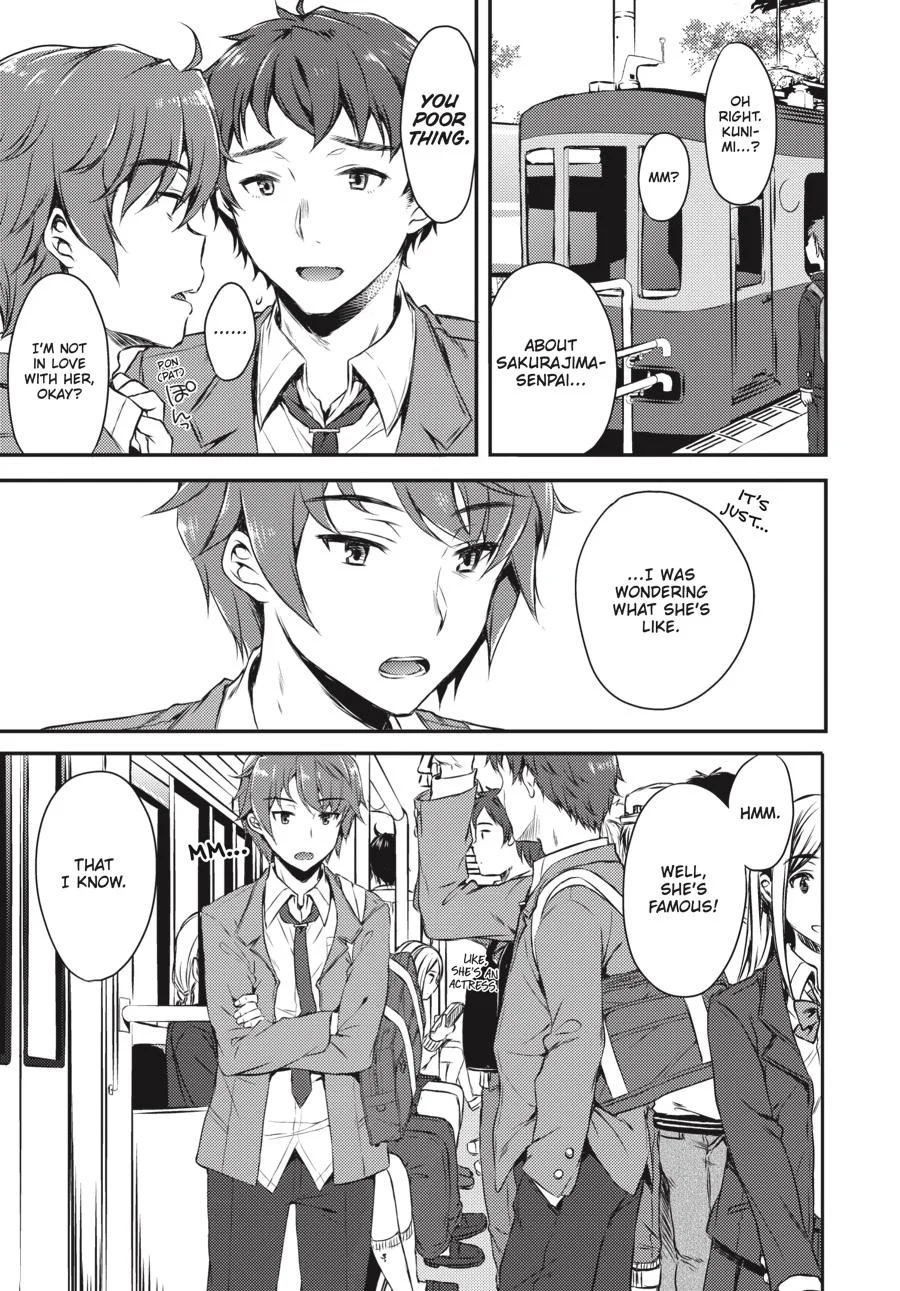 OH
RIGHT.
KUNI-
MI...?
MM?
ABOUT
SAKURAJIMA-
SENPAI...
YOU
POOR
THING.
......
PON
(PAT)
ぽんっ
I'M NOT
IN LOVE
WITH HER,
OKAY?
IT'S
JUST...
...I WAS
WONDERING
WHAT SHE'S
LIKE.
HMM.
WELL,
SHE'S
FAMOUS!
LIKE,
SHE'S AN
ACTRESS.
MM...
THAT
I KNOW.